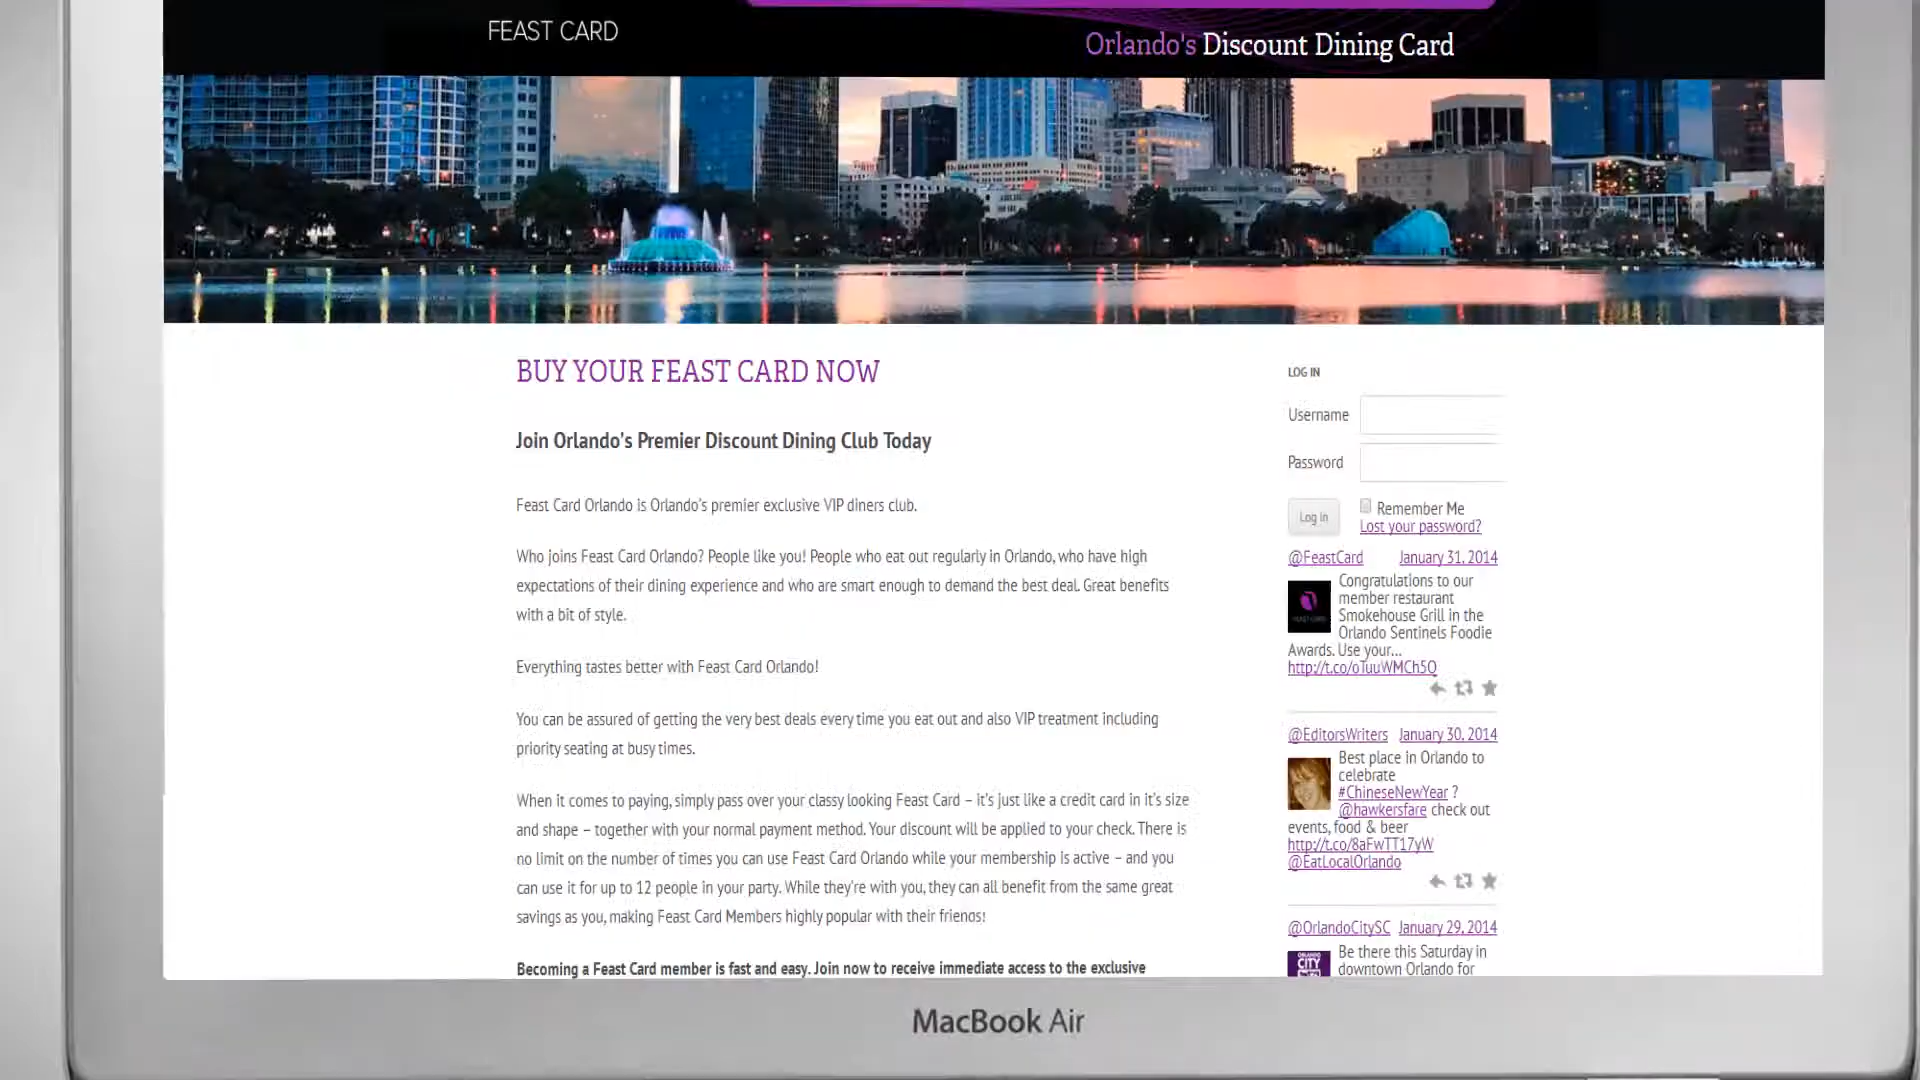 FEAST CARD
Orlando's Discount Dining Card
BUY YOUR FEAST CARD NOW
Join Orlando's Premier Discount Dining Club Today
Feast Card Orlando is Orlando's premier exclusive VIP diners club.
Who joins Feast Card Orlando? People like you! People who eat out regularly in Orlando, who have high
expectations of their dining experience and who are smart enough to demand the best deal. Great benefits
with a bit of style.
Everything tastes better with Feast Card Orlando!
You can be assured of getting the very best deals every time you eat out and also VIP treatment including
priority seating at busy times.
When it comes to paying, simply pass over your classy looking Feast Card – it's just like a credit card in it's size
and shape – together with your normal payment method. Your discount will be applied to your check. There is
no limit on the number of times you can use Feast Card Orlando while your membership is active – and you
can use it for up to 12 people in your party. While they're with you, they can all benefit from the same great
savings as you, making Feast Card Members highly popular with their friends!
Becoming a Feast Card member is fast and easy. Join now to receive immediate access to the exclusive
LOG IN
Username
Password
Log in
Remember Me
Lost your password?
@FeastCard January 31, 2014
Congratulations to our
member restaurant
Smokehouse Grill in the
Orlando Sentinels Foodie
Awards. Use your...
http://t.co/oTuuWMCh5Q
@EditorsWriters January 30, 2014
Best place in Orlando to
celebrate
#ChineseNewYear ?
@hawkersfare check out
events, food & beer
http://t.co/8aFwTT17yW
@EatLocalOrlando
@OrlandoCitySC January 29, 2014
Be there this Saturday in
downtown Orlando for
ORLANDO
CITY
MacBook Air